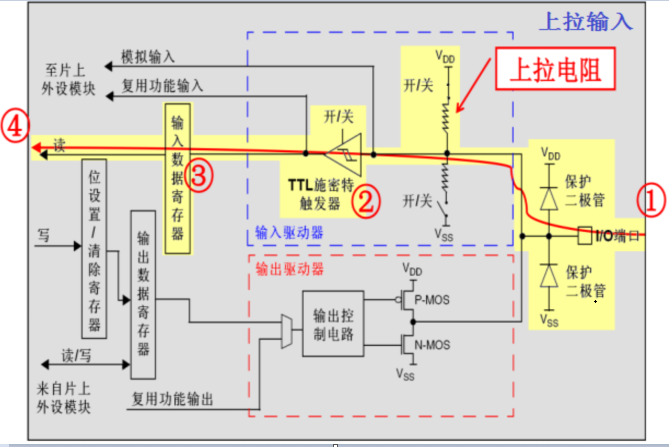 上拉输入
模拟输入
至片上
外设模块
复用功能输入
VDD
开/关
上拉电阻
④
读
输入数据寄存器
③
开/关
TTL施密特
触发器
②
开/关
VSS
VDD
保护
二极管
①
I/O端口
输入驱动器
位设置/清除寄存器
写
输出数据寄存器
输出驱动器
VDD
P-MOS
输出控
制电路
N-MOS
VSS
保护
二极管
VSS
读/写
来自片上
外设模块
复用功能输出